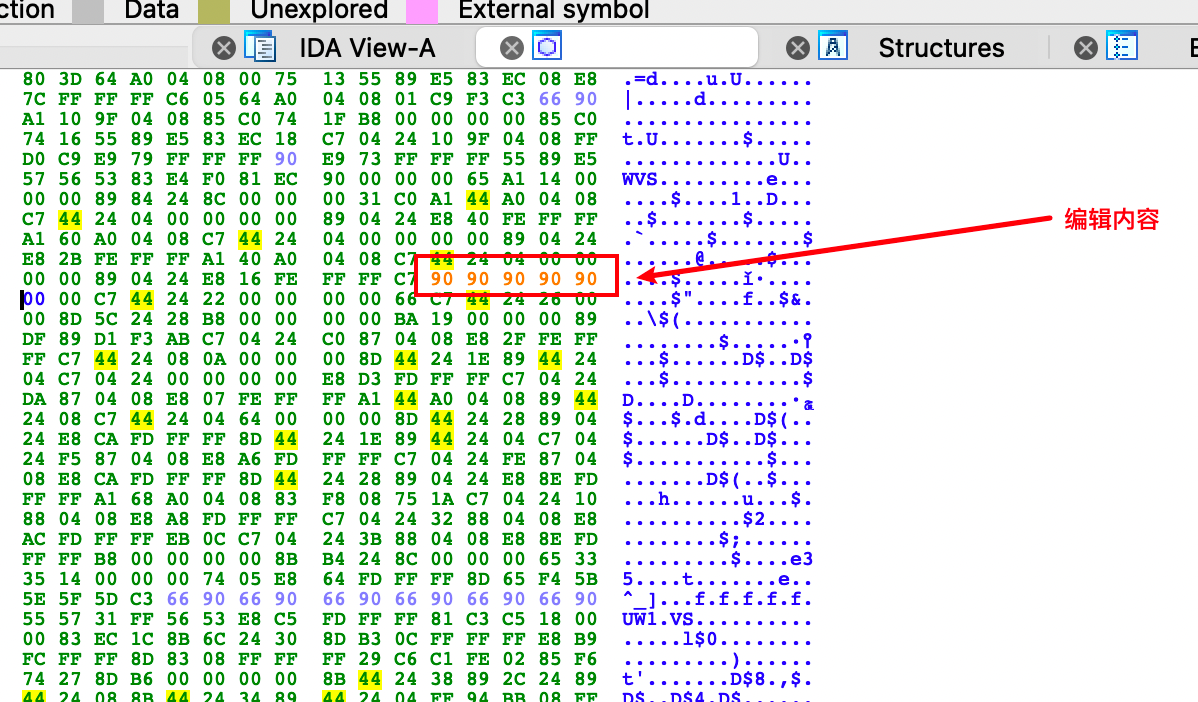 ction Data Unexplored External symbol
IDA View-A Structures E
80 3D 64 A0 04 08 00 75 13 55 89 E5 83 EC 08 E8 .=d....u.U......
7C FF FF FF C6 05 64 A0 04 08 01 C9 F3 C3 66 90 |.....d.........
A1 10 9F 04 08 85 C0 74 1F B8 00 00 00 00 85 C0 ................
74 16 55 89 E5 83 EC 18 C7 04 24 10 9F 04 08 FF t.U.......$.....
D0 C9 E9 79 FF FF FF 90 E9 73 FF FF FF 55 89 E5 .............U..
57 56 53 83 E4 F0 81 EC 90 00 00 00 65 A1 14 00 WVS.........e...
00 00 89 84 24 8C 00 00 00 31 C0 A1 44 A0 04 08 ....$....1..D...
C7 44 24 04 00 00 00 00 89 04 24 E8 40 FE FF FF ..$.......$.....
A1 60 A0 04 08 C7 44 24 04 00 00 00 00 89 04 24 .`.....$.......$
E8 2B FE FF FF A1 40 A0 04 08 C7 44 24 04 00 00 ......@.....$...
00 00 89 04 24 E8 16 FE FF FF C7 90 90 90 90 90
编辑内容
00 00 C7 44 24 22 00 00 00 00 66 C7 44 24 26 00 ....$"....f..$&.
00 8D 5C 24 28 B8 00 00 00 00 BA 19 00 00 00 89 ..\$(...........
DF 89 D1 F3 AB C7 04 24 C0 87 04 08 E8 2F FE FF
FF C7 44 24 08 0A 00 00 00 8D 44 24 1E 89 44 24 ...$......D$..D$
04 C7 04 24 00 00 00 00 E8 D3 FD FF FF C7 04 24 ...$...........$
DA 87 04 08 E8 07 FE FF FF A1 44 A0 04 08 89 44
24 08 C7 44 24 04 64 00 00 00 8D 44 24 28 89 04 $...$.d....D$(..
24 E8 CA FD FF FF 8D 44 24 1E 89 44 24 04 C7 04 $......D$..D$...
24 F5 87 04 08 E8 A6 FD FF FF C7 04 24 FE 87 04 $...........$...
08 E8 CA FD FF FF 8D 44 24 28 89 04 24 E8 8E FD .......D$(..$...
FF FF A1 68 A0 04 08 83 F8 08 75 1A C7 04 24 10 ...h......u...$.
88 04 08 E8 A8 FD FF FF C7 04 24 32 88 04 08 E8 ..........$2....
AC FD FF FF EB 0C C7 04 24 3B 88 04 08 E8 8E FD ........$;......
FF FF B8 00 00 00 00 8B B4 24 8C 00 00 00 65 33 .........$....e3
35 14 00 00 00 74 05 E8 64 FD FF FF 8D 65 F4 5B 5....t.......e..
5E 5F 5D C3 66 90 66 90 66 90 66 90 66 90 66 90 ^_]...f.f.f.f.f.
55 57 31 FF 56 53 E8 C5 FD FF FF 81 C3 C5 18 00 UW1.VS..........
00 83 EC 1C 8B 6C 24 30 8D B3 0C FF FF FF E8 B9 .....l$0........
FC FF FF 8D 83 08 FF FF FF 29 C6 C1 FE 02 85 F6 .........)......
74 27 8D B6 00 00 00 00 8B 44 24 38 89 2C 24 89 t'.......D$8.,$.
44 24 08 8B 44 24 34 89 44 24 04 FF 94 BB 08 FF D$..D$4.D$......